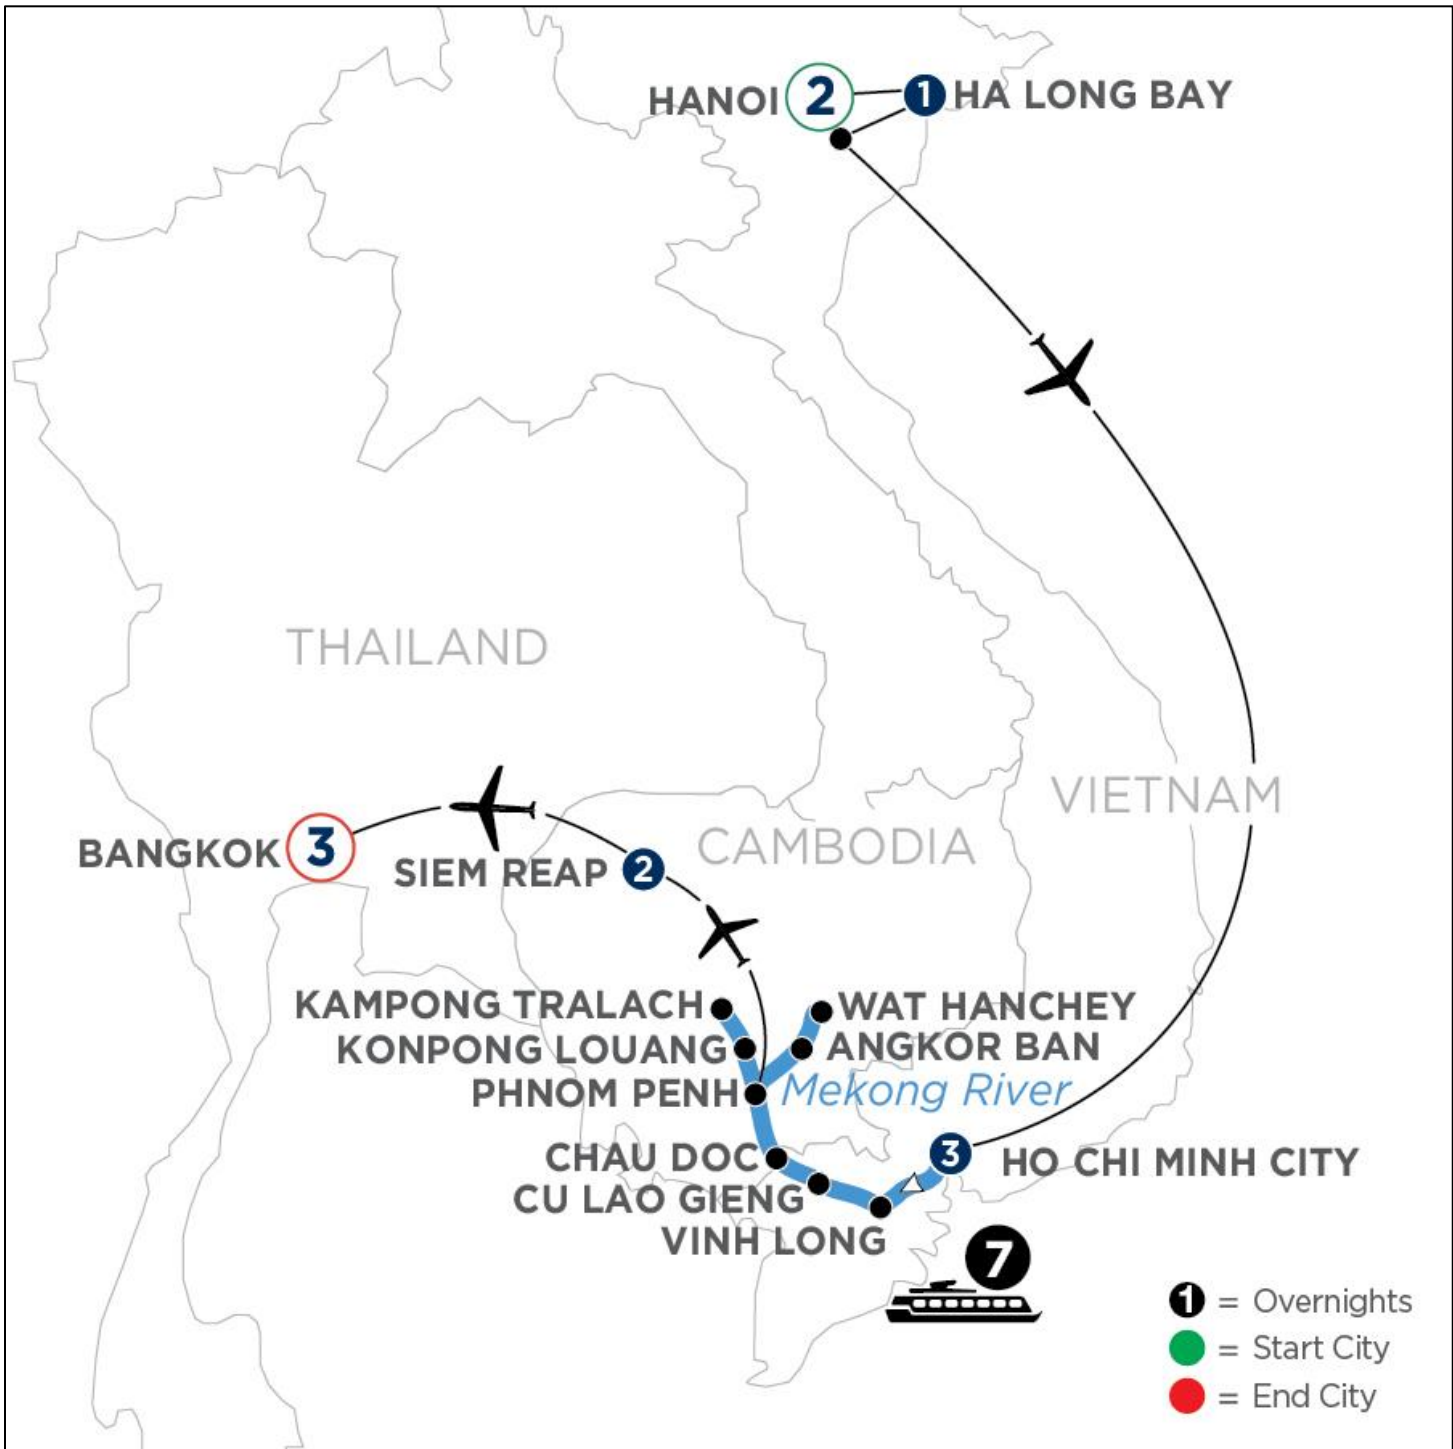 HANOI 2 1 HA LONG BAY
THAILAND
VIETNAM
CAMBODIA
BANGKOK 3
SIEM REAP 2
KAMPONG TRALACH
WAT HANCHEY
KONPONG LOUANG
ANGKOR BAN
PHNOM PENH
Mekong River
CHAU DOC
3 HO CHI MINH CITY
CU LAO GIENG
VINH LONG
7
1 = Overnights
= Start City
= End City